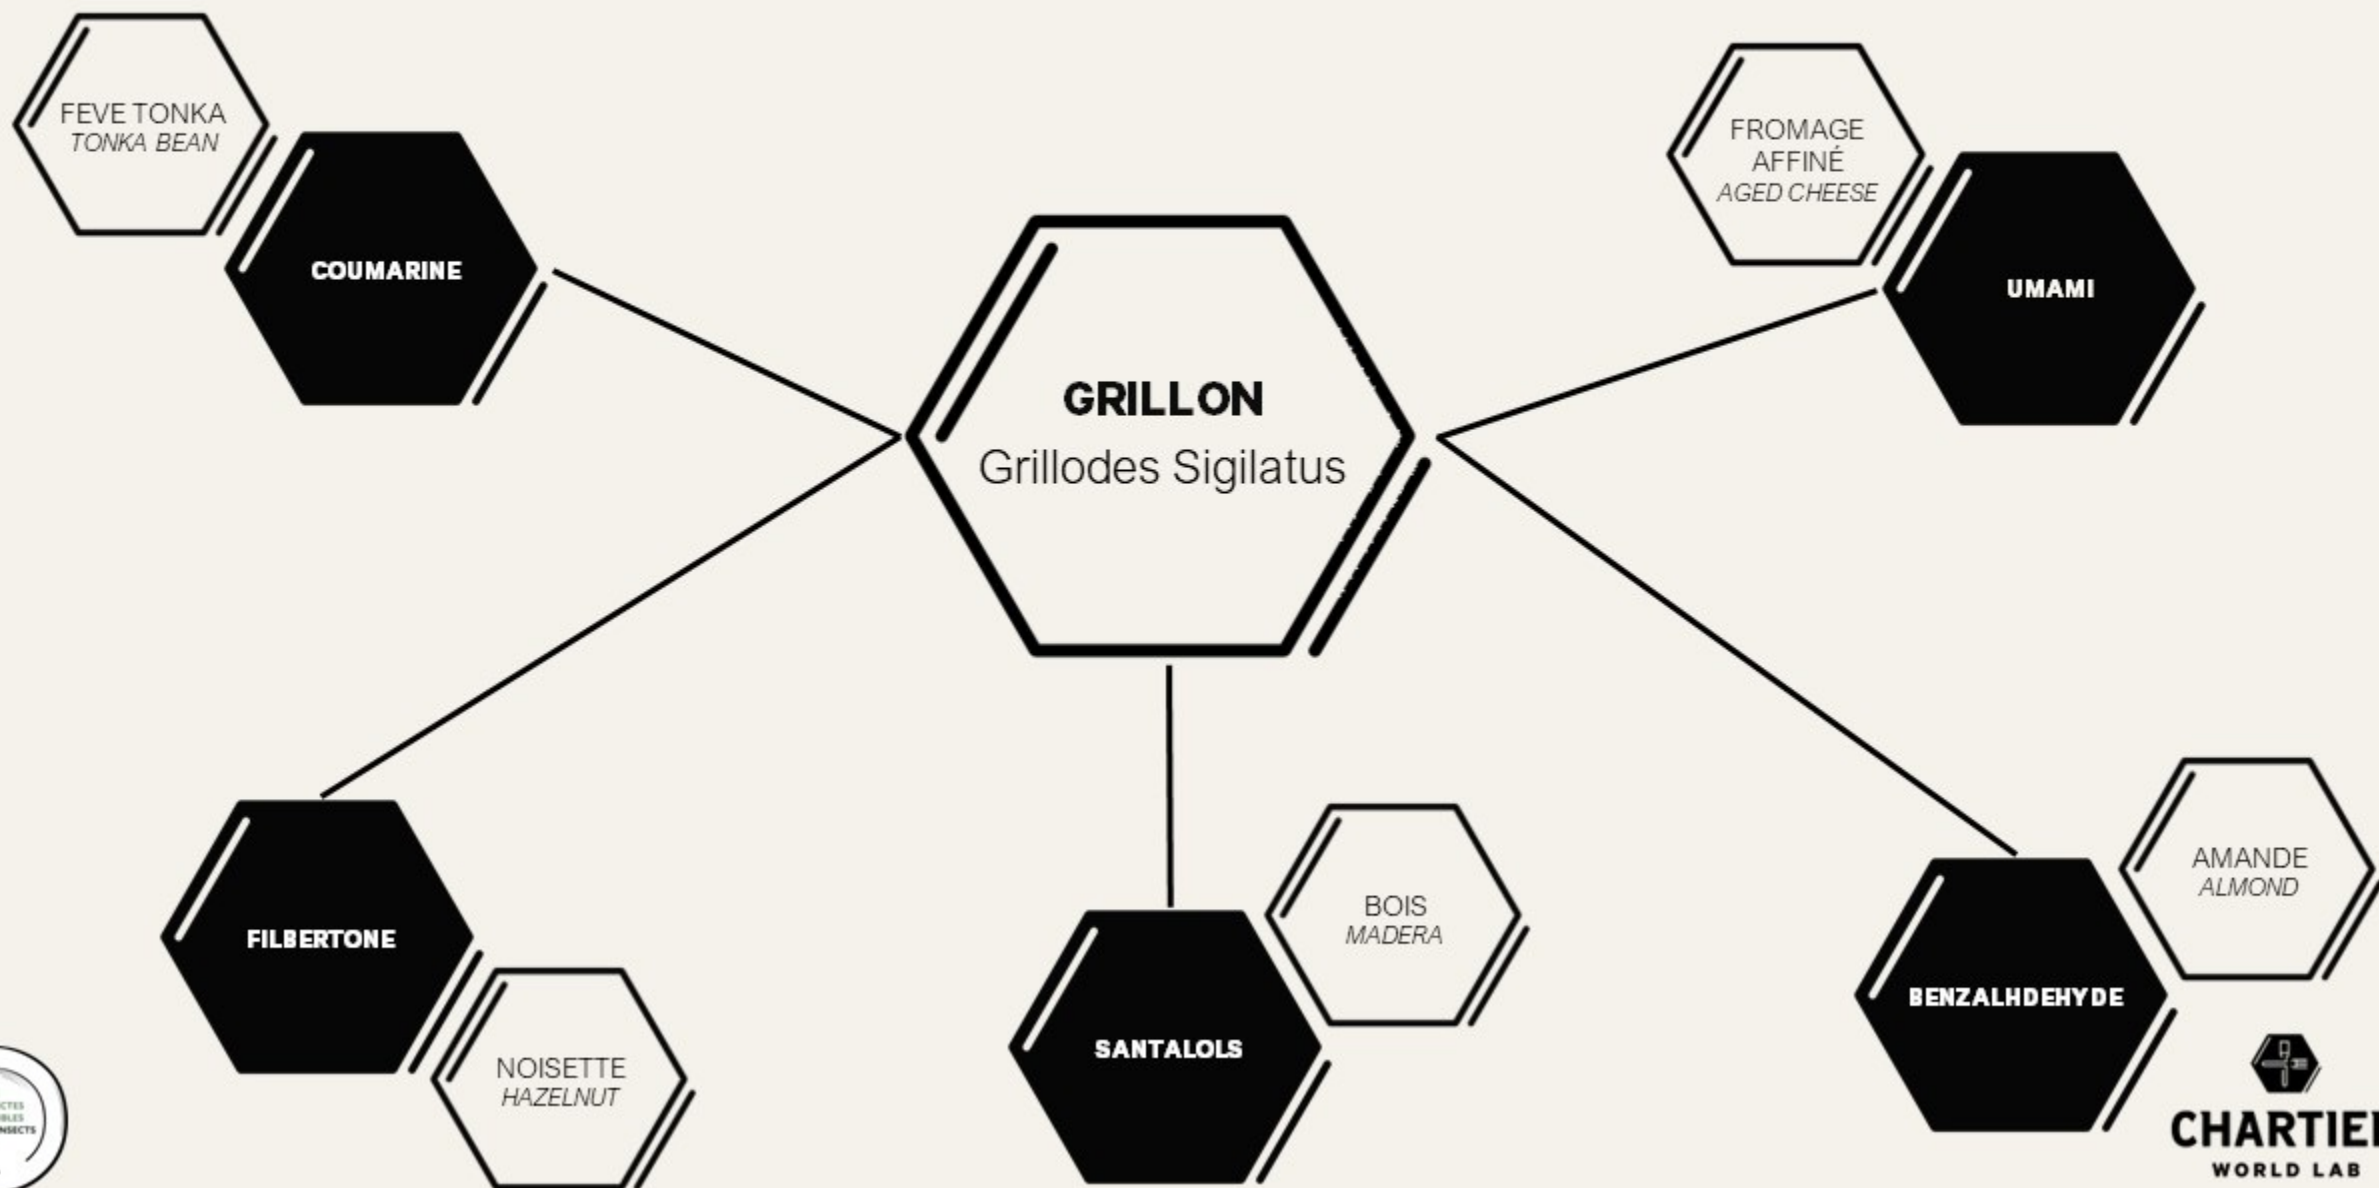 FEVE TONKA
TONKA BEAN
COUMARINE
FROMAGE
AFFINÉ
AGED CHEESE
UMAMI
GRILLON
Grillodes Sigilatus
FILBERTONE
NOISETTE
HAZELNUT
SANTALOLS
BOIS
MADERA
BENZALHDEHYDE
AMANDE
ALMOND
WORLD LAB